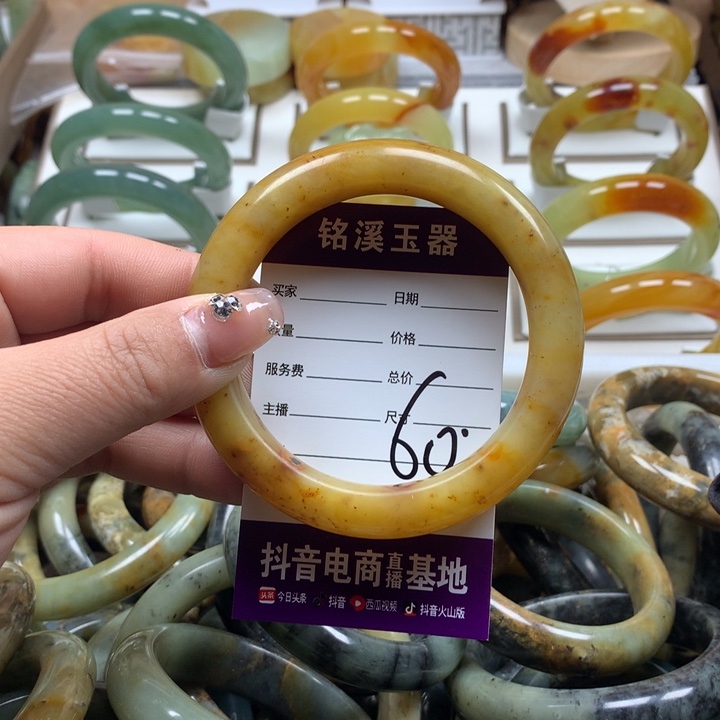 铭溪玉器
买家 日期
量 价格
服务费 总价
主播 尺寸
60.
抖音电商直播基地
头条 今日头条 抖音 西瓜视频 抖音火山版